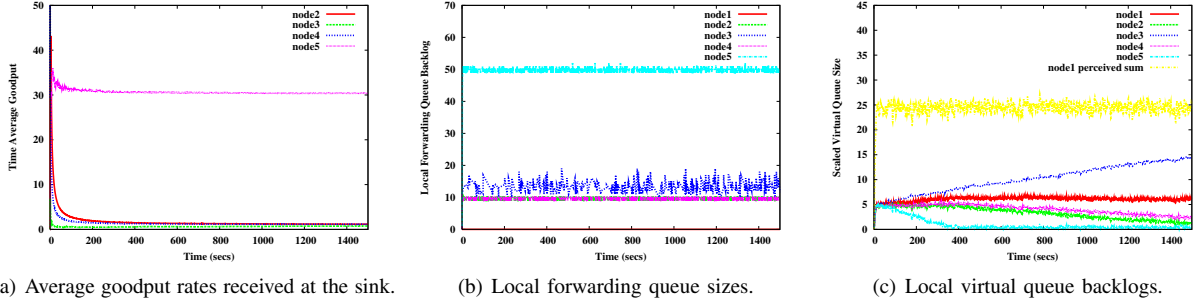 50
40
30
20
10
0
0
200
400
600
800
1000
1200
1400
Time Average Goodput
Time (secs)
node2
node3
node4
node5
a) Average goodput rates received at the sink.
70
60
50
40
30
20
10
0
0
200
400
600
800
1000
1200
1400
Local Forwarding Queue Backlog
Time (secs)
node1
node2
node3
node4
node5
(b) Local forwarding queue sizes.
45
40
35
30
25
20
15
10
5
0
0
200
400
600
800
1000
1200
1400
Scaled Virtual Queue Size
Time (secs)
node1
node2
node3
node4
node5
node1 perceived sum
(c) Local virtual queue backlogs.